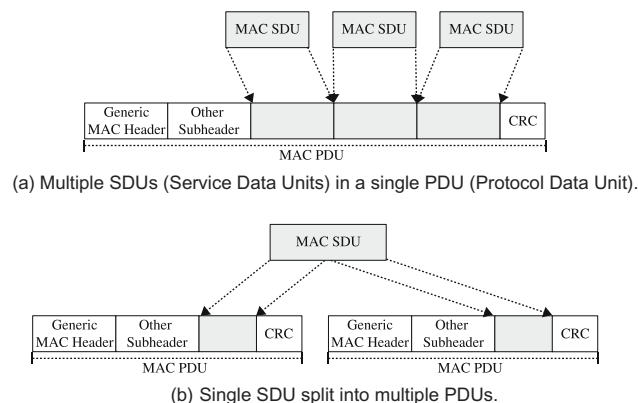 MAC SDU MAC SDU MAC SDU
Generic MAC Header Other Subheader CRC
MAC PDU
(a) Multiple SDUs (Service Data Units) in a single PDU (Protocol Data Unit).
MAC SDU
Generic MAC Header Other Subheader CRC Generic MAC Header Other Subheader CRC
MAC PDU MAC PDU
(b) Single SDU split into multiple PDUs.